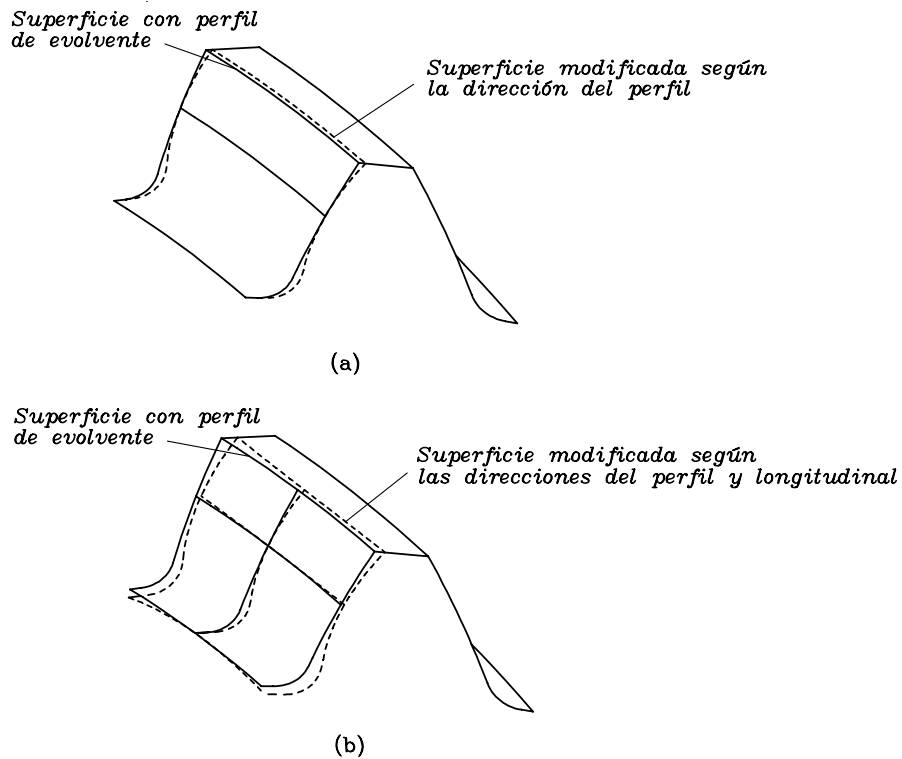 Superficie con perfil
de evolvente
Superficie modificada según
la dirección del perfil
(a)
Superficie con perfil
de evolvente
Superficie modificada según
las direcciones del perfil y longitudinal
(b)